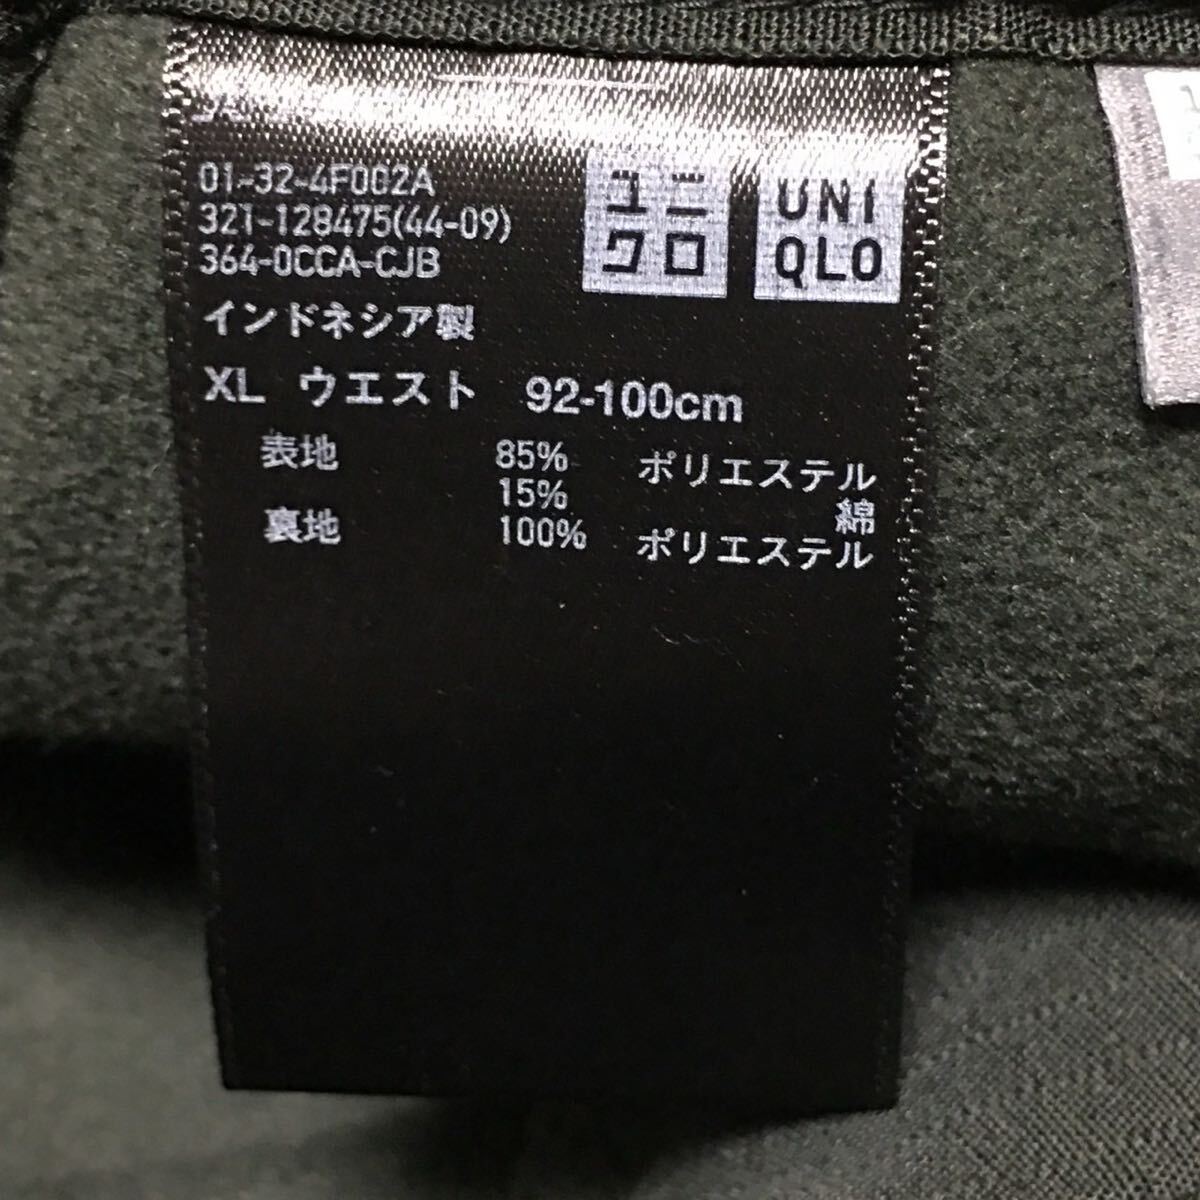 01-32-4F002A
321-128475(44-09)
364-0CCA-CJB
ユニ
クロ
UNI
QLO
インドネシア製
XL ウエスト 92-100cm
表地 85% ポリエステル
15% 綿
裏地 100% ポリエステル